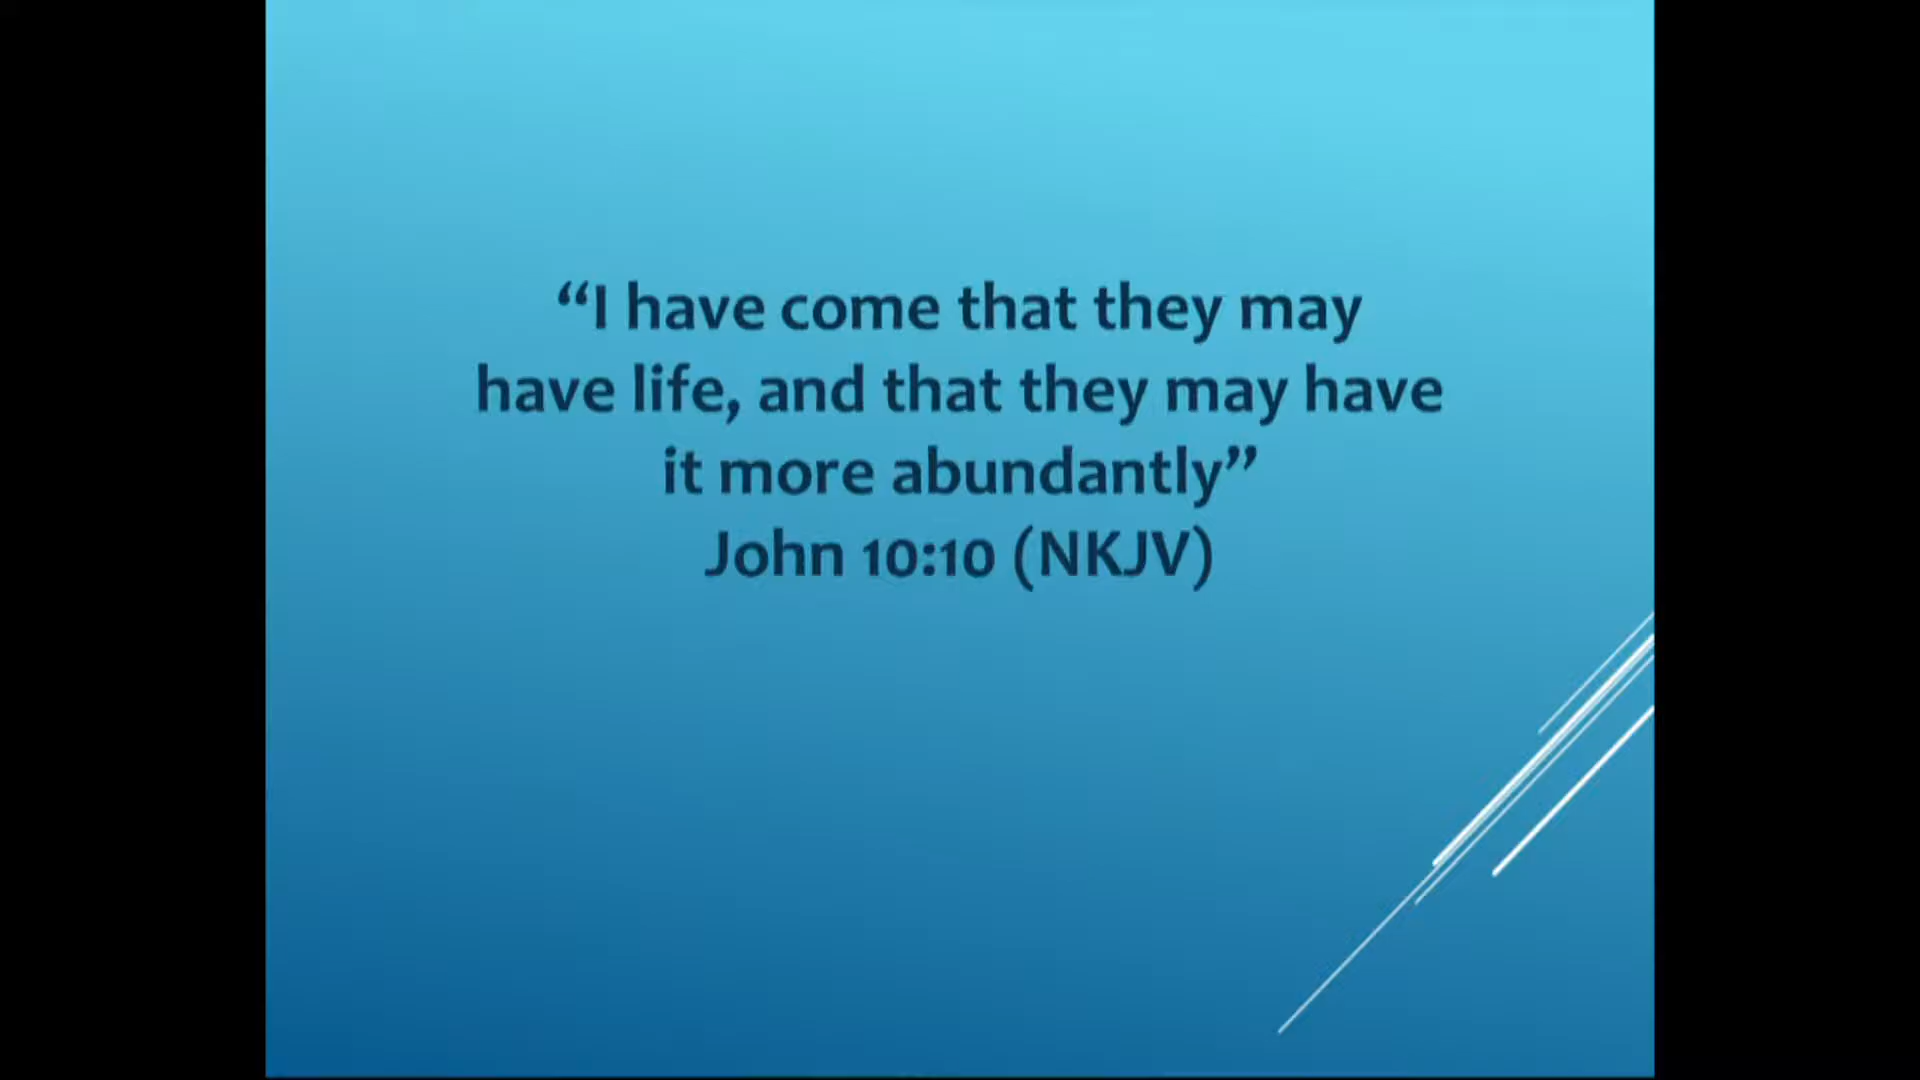 “I have come that they may
have life, and that they may have
it more abundantly”
John 10:10 (NKJV)